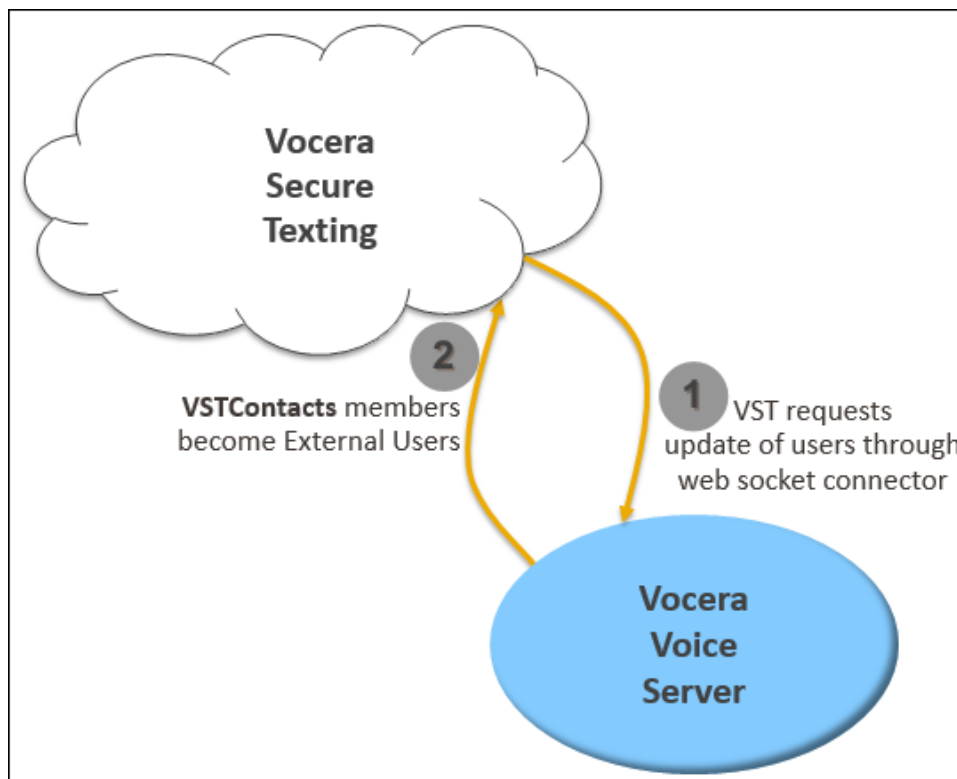 Vocera
Secure
Texting
2
VSTContacts members
become External Users
1
VST requests
update of users through
web socket connector
Vocera
Voice
Server